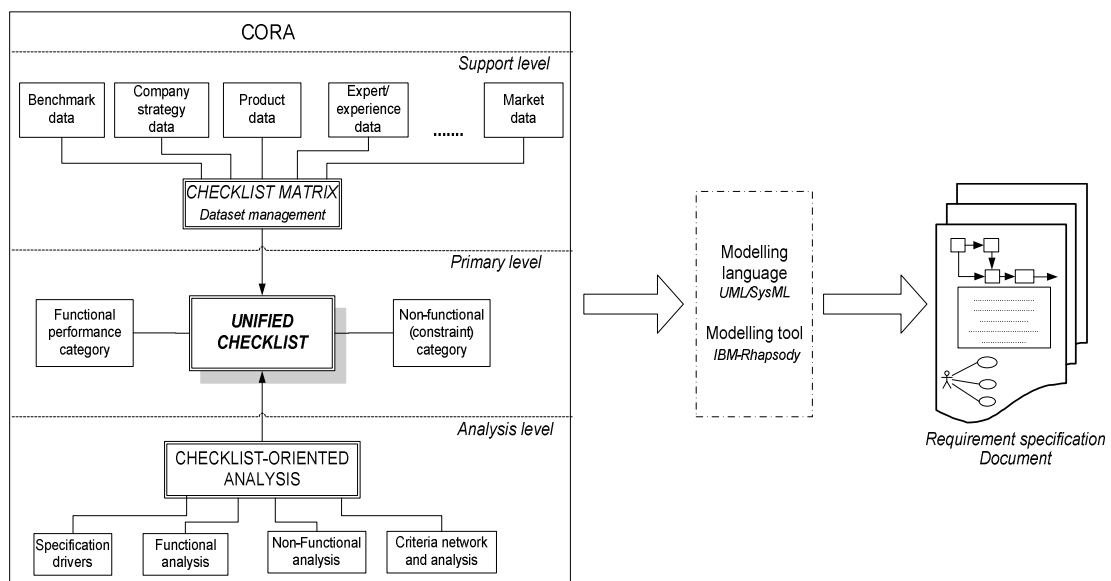 CORA
Support level
Benchmark
data
Company
strategy
data
Product
data
Expert/
experience
data
.......
Market
data
CHECKLIST MATRIX
Dataset management
Primary level
Functional
performance
category
UNIFIED
CHECKLIST
Non-functional
(constraint)
category
Analysis level
CHECKLIST-ORIENTED
ANALYSIS
Specification
drivers
Functional
analysis
Non-Functional
analysis
Criteria network
and analysis
Modelling
language
UML/SysML
Modelling tool
IBM-Rhapsody
Requirement specification
Document